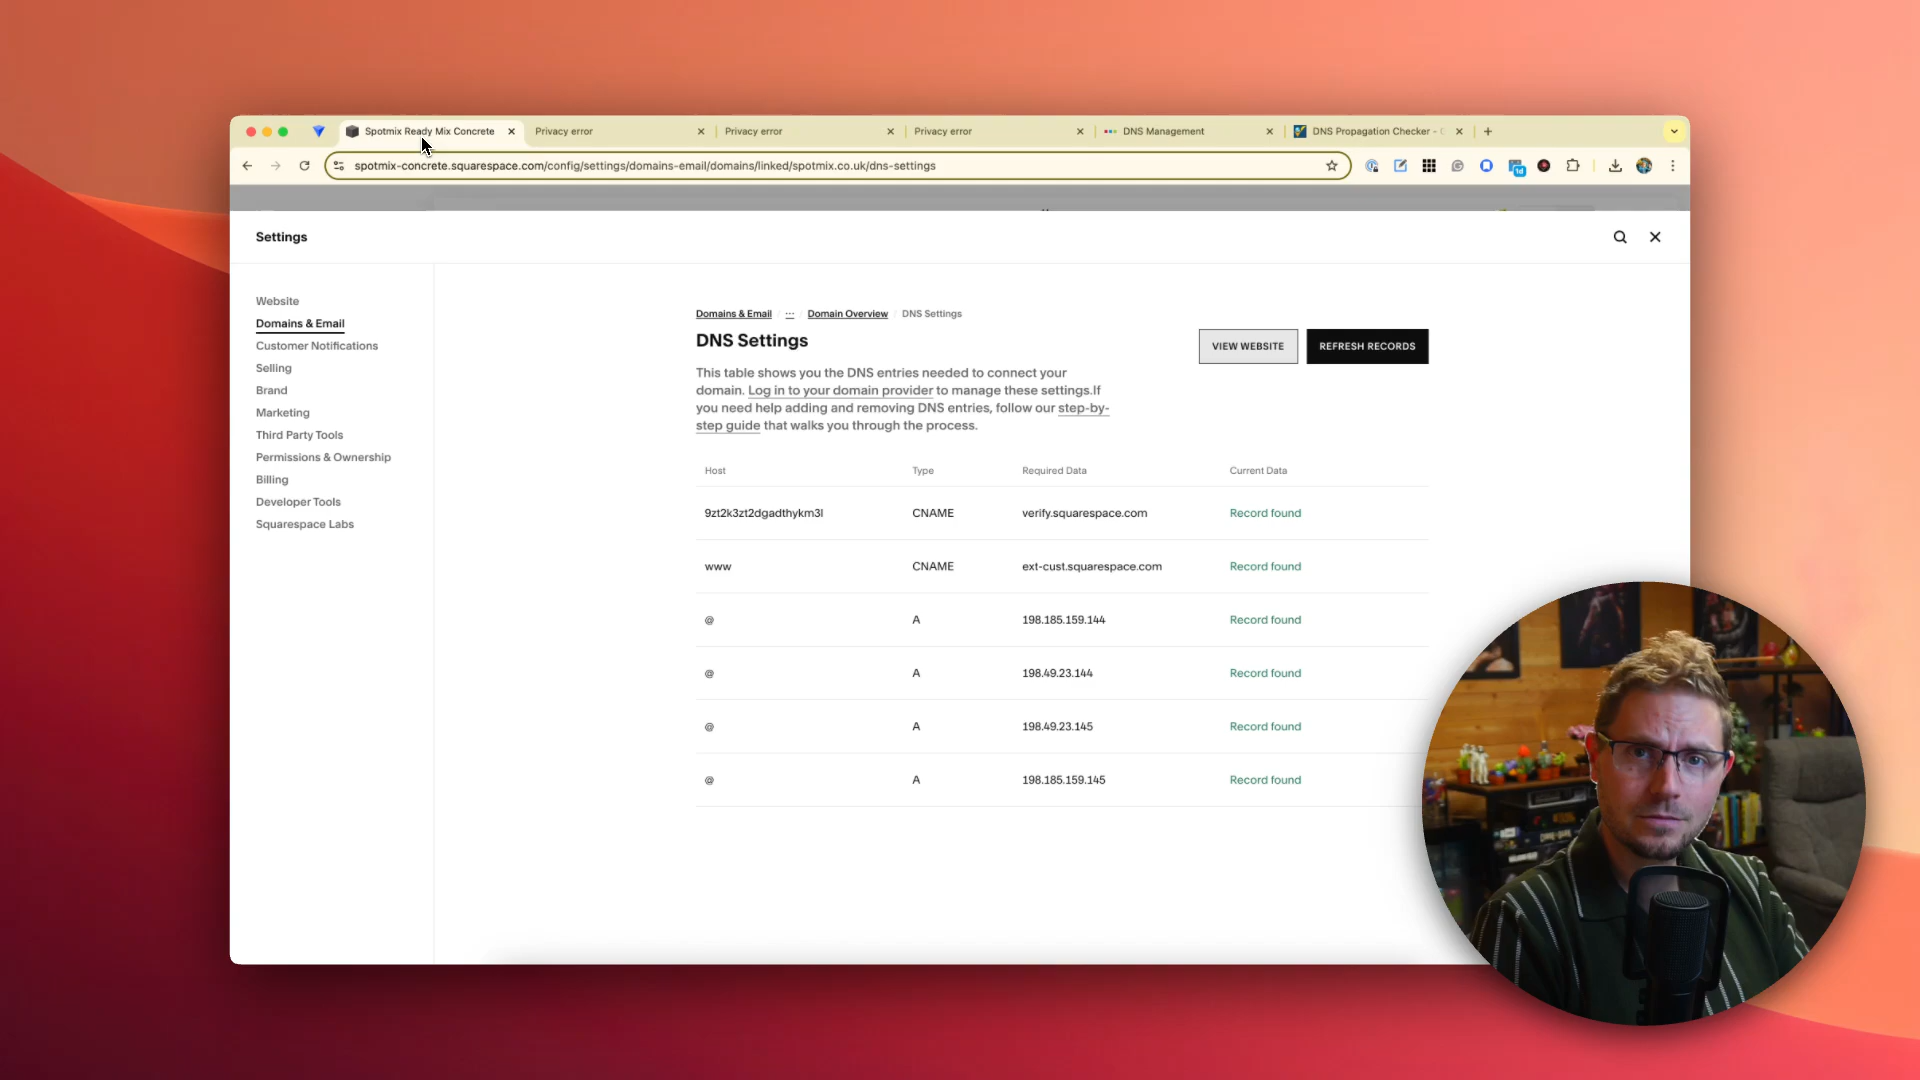 Spotmix Ready Mix Concrete
Privacy error
Privacy error
Privacy error
DNS Management
DNS Propagation Checker -
spotmix-concrete.squarespace.com/config/settings/domains-email/domains/linked/spotmix.co.uk/dns-settings
1d
Settings
Website
Domains & Email
Customer Notifications
Selling
Brand
Marketing
Third Party Tools
Permissions & Ownership
Billing
Developer Tools
Squarespace Labs
Domains & Email / ... / Domain Overview / DNS Settings
DNS Settings
VIEW WEBSITE
REFRESH RECORDS
This table shows you the DNS entries needed to connect your
domain. Log in to your domain provider to manage these settings.If
you need help adding and removing DNS entries, follow our step-by-
step guide that walks you through the process.
Host Type Required Data Current Data
9zt2k3zt2dgadthykm3l CNAME verify.squarespace.com Record found
www CNAME ext-cust.squarespace.com Record found
@ A 198.185.159.144 Record found
@ A 198.49.23.144 Record found
@ A 198.49.23.145 Record found
@ A 198.185.159.145 Record found